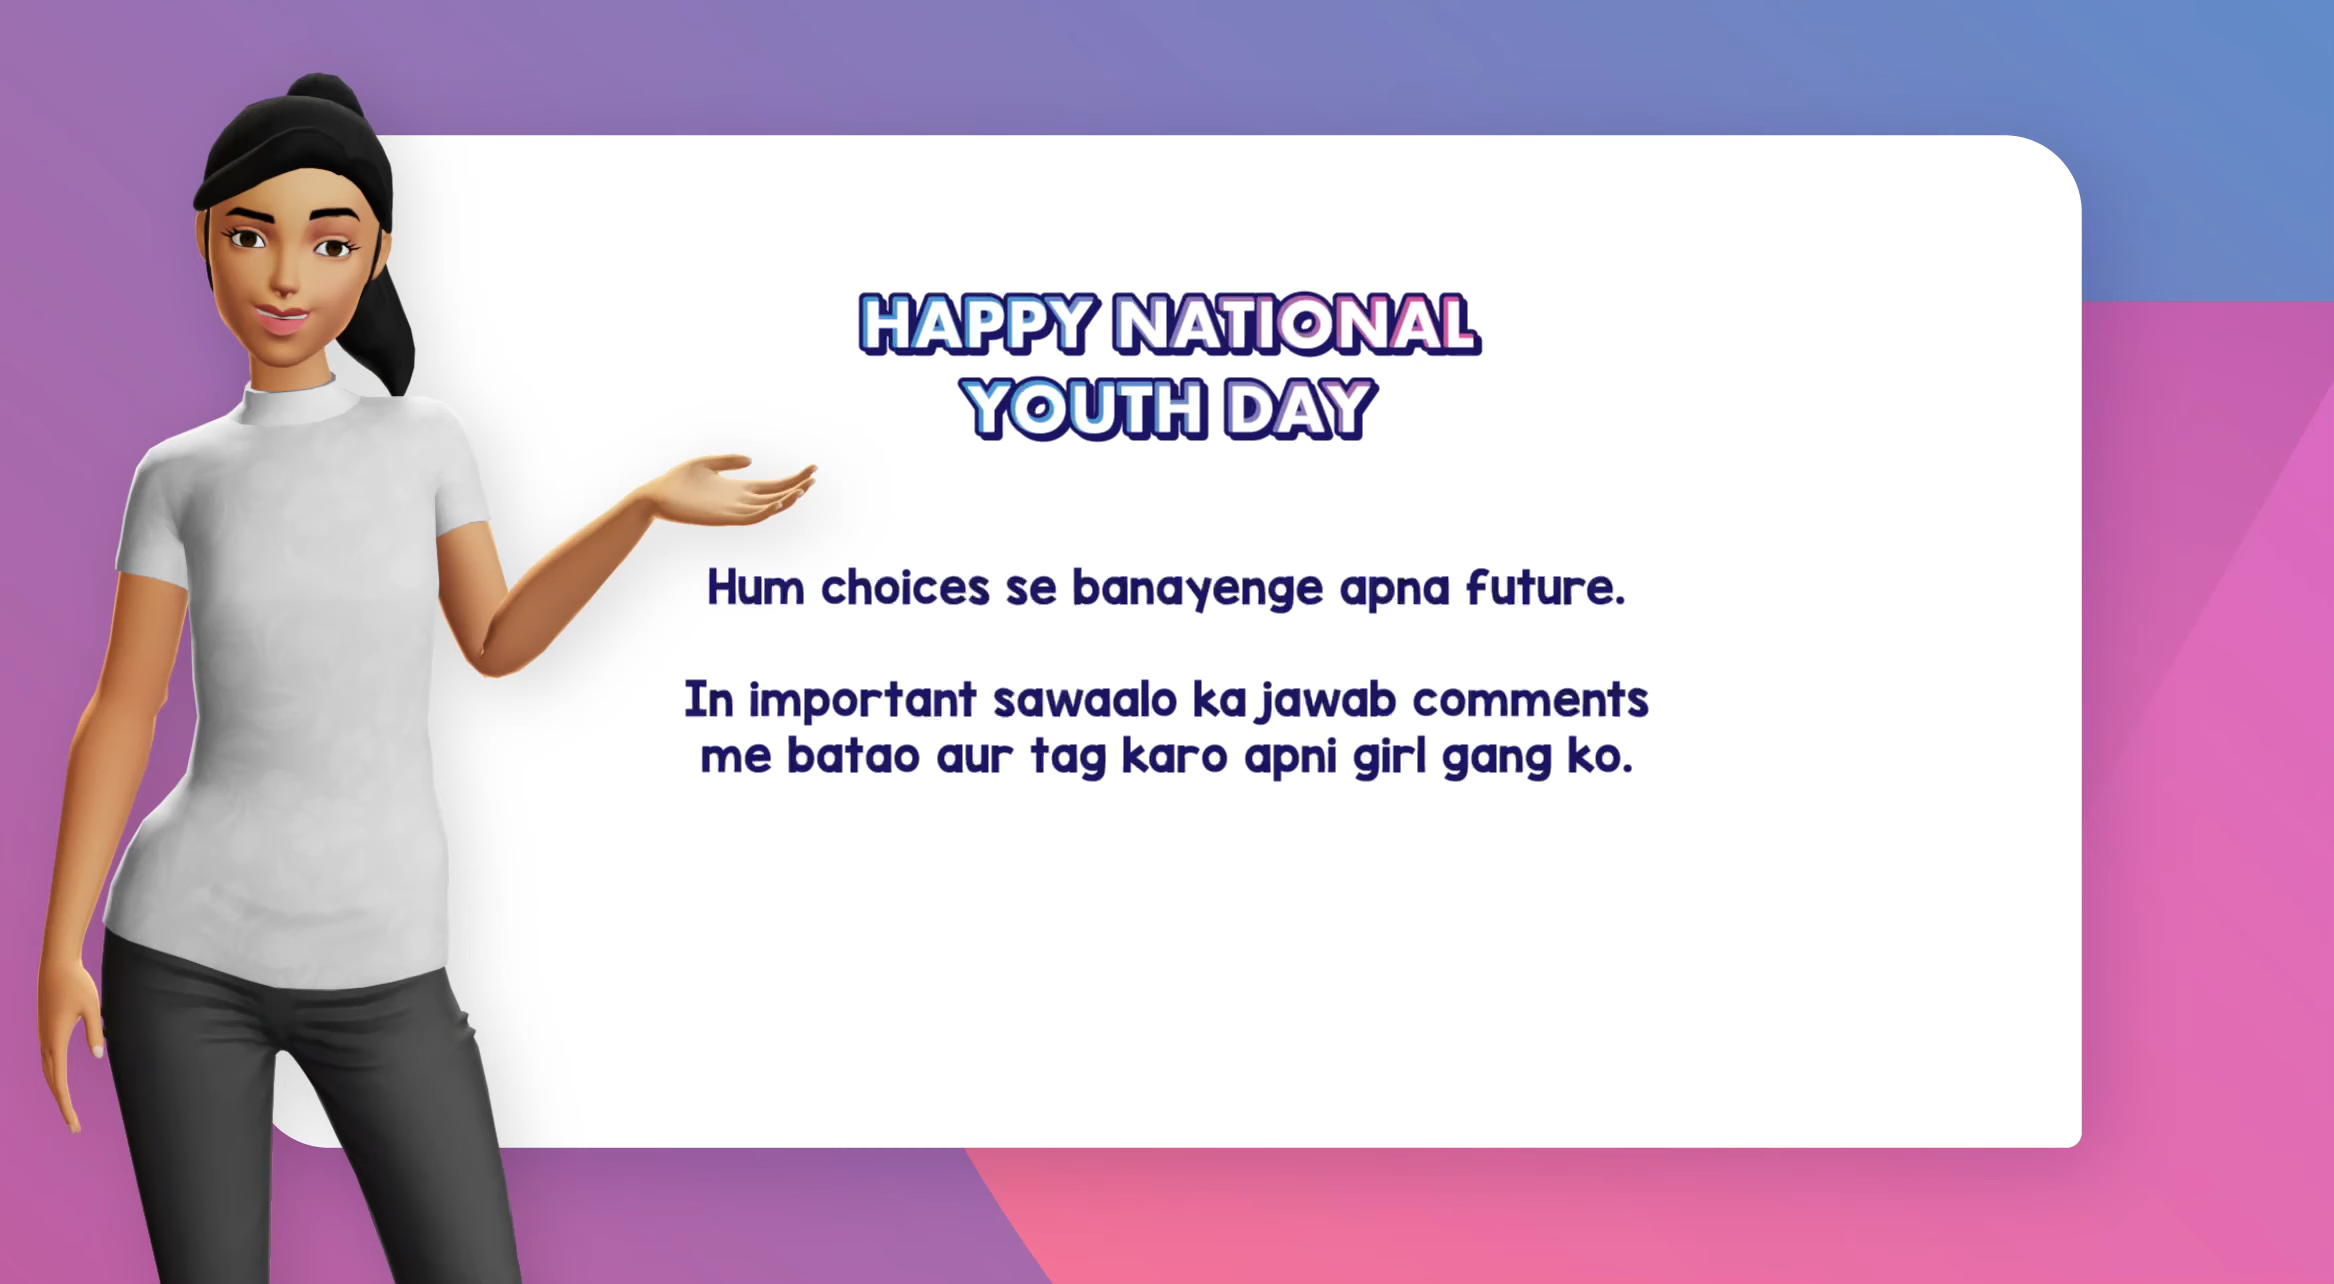 HAPPY NATIONAL
YOUTH DAY
Hum choices se banayenge apna future.
In important sawaalo ka jawab comments
me batao aur tag karo apni girl gang ko.